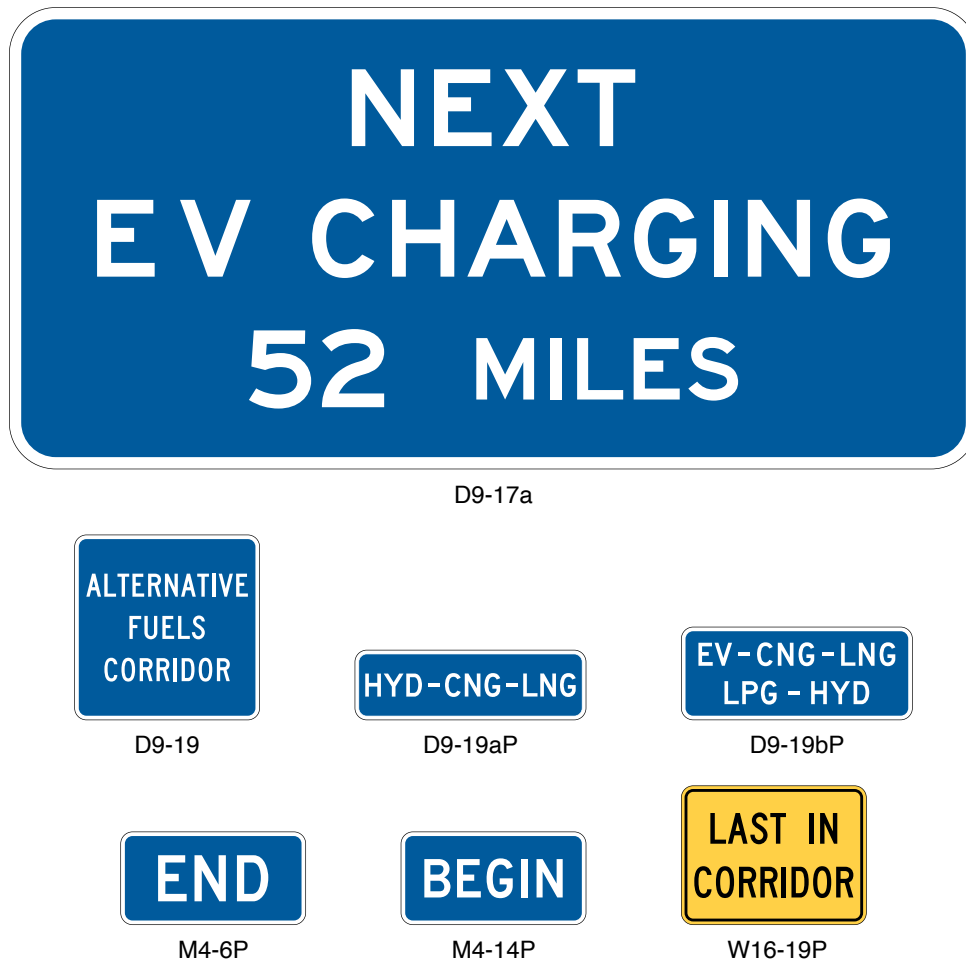 NEXT
EV CHARGING
52 MILES
D9-17a
ALTERNATIVE
FUELS
CORRIDOR
D9-19
HYD-CNG-LNG
D9-19aP
EV-CNG-LNG
LPG-HYD
D9-19bP
END
M4-6P
BEGIN
M4-14P
LAST IN
CORRIDOR
W16-19P